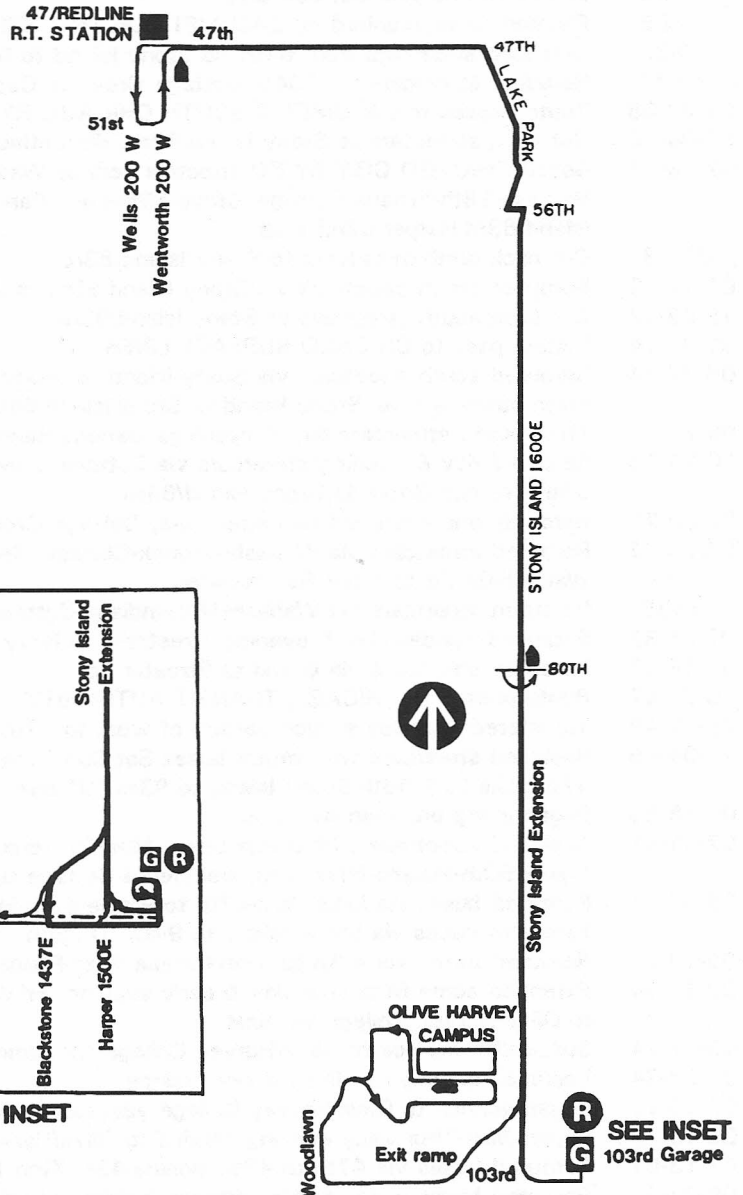 47/REDLINE
R.T. STATION
47th
47TH
LAKE PARK
51st
Wells 200 W
Wentworth 200 W
56TH
STONY ISLAND 1600E
80TH
Stony Island Extension
Stony Island
Extension
G R
Blackstone 1437E
Harper 1500E
INSET
OLIVE HARVEY
CAMPUS
Woodlawn
Exit ramp
103rd
R
G
SEE INSET
103rd Garage